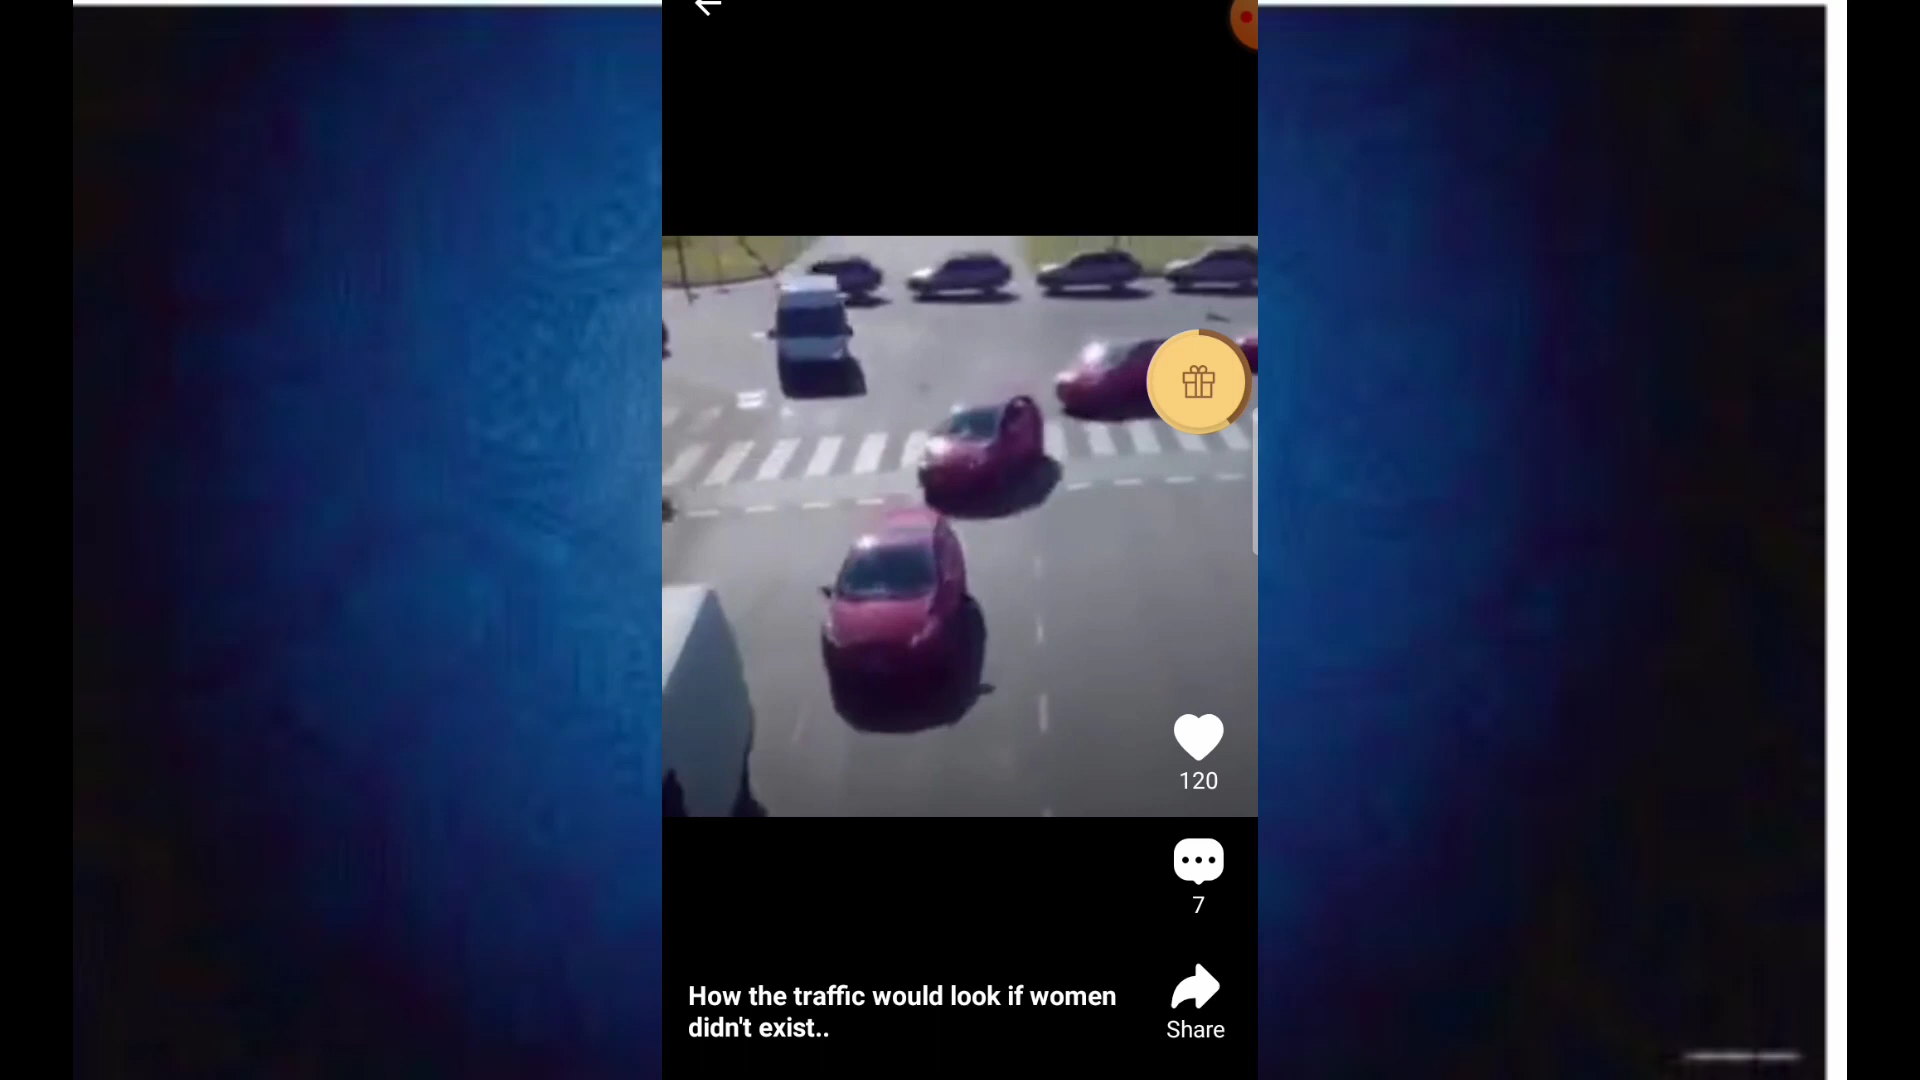 120
7
How the traffic would look if women
didn't exist..
Share